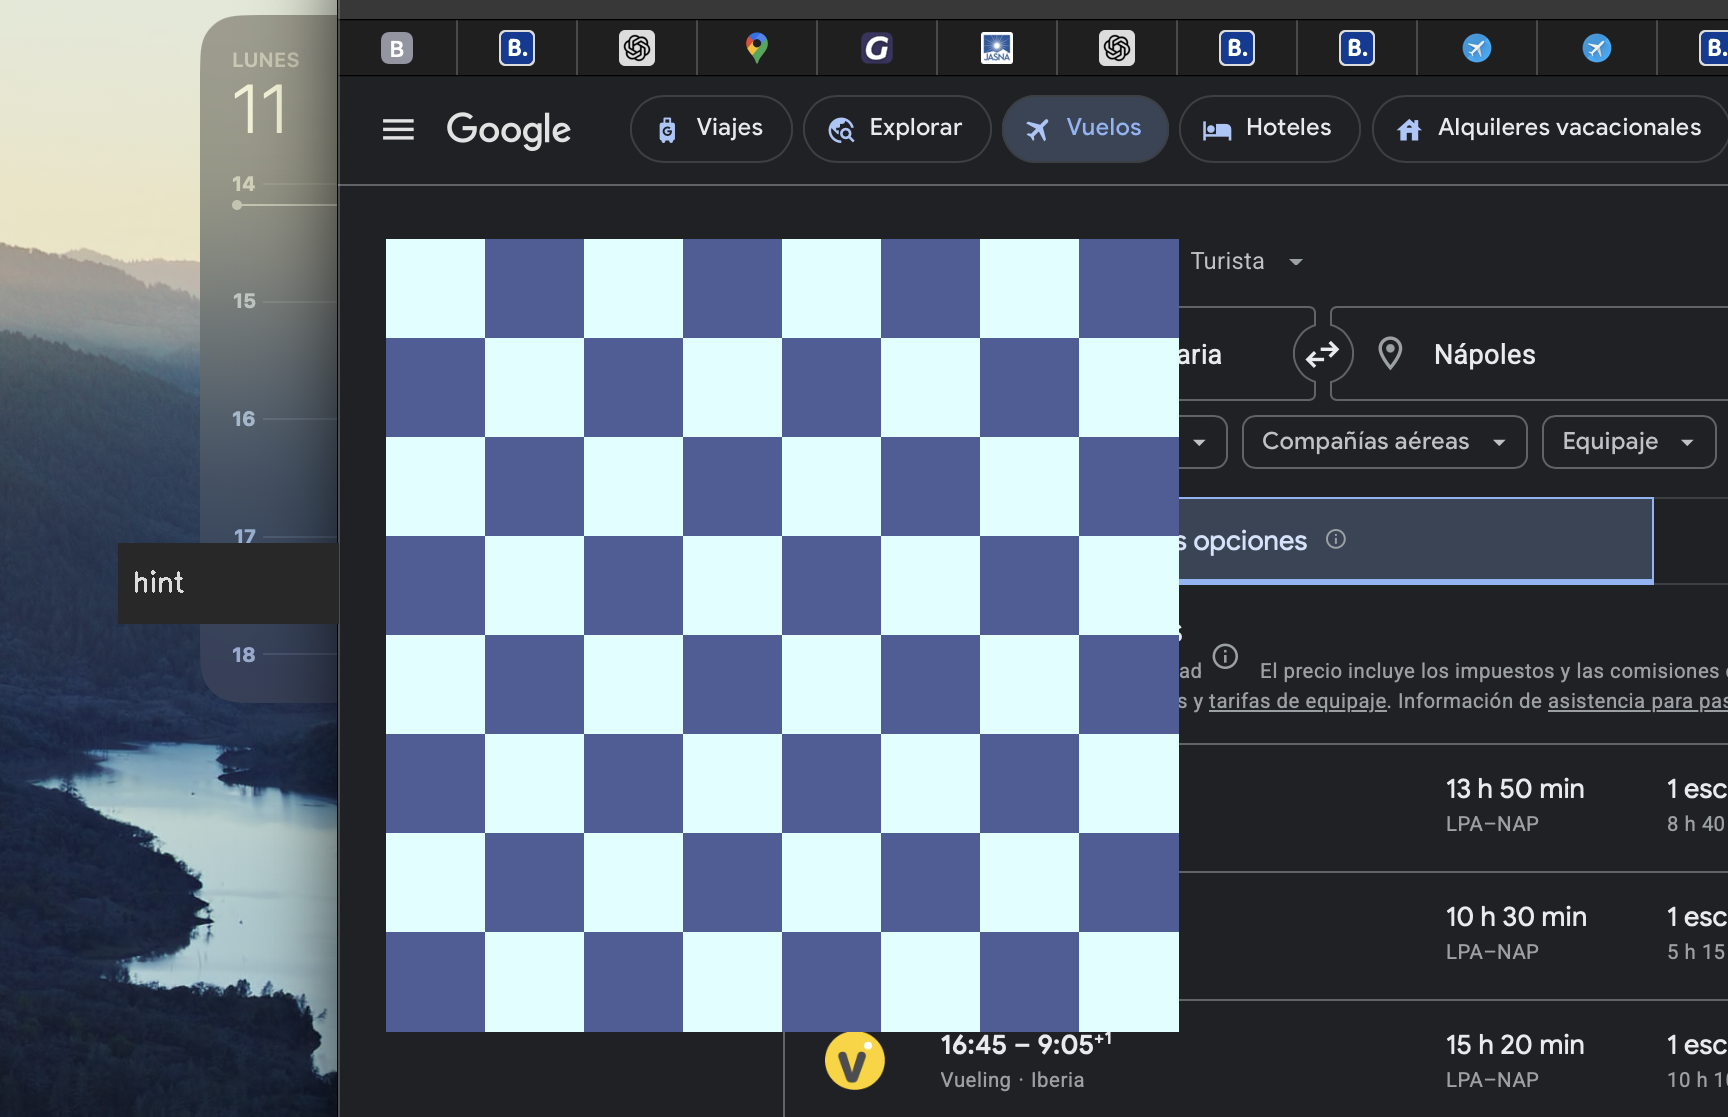 LUNES
11
14
15
16
17
18
hint
B
B.
G
JASNA
B.
B.
B.
Google
Viajes
Explorar
Vuelos
Hoteles
Alquileres vacacionales
Turista
aria
Nápoles
Compañías aéreas
Equipaje
s opciones
ad
El precio incluye los impuestos y las comisiones
s y tarifas de equipaje. Información de asistencia para pas
13 h 50 min
1 esc
LPA–NAP
8 h 40
10 h 30 min
1 esc
LPA–NAP
5 h 15
16:45 – 9:05+1
15 h 20 min
1 esc
Vueling · Iberia
LPA–NAP
10 h 1